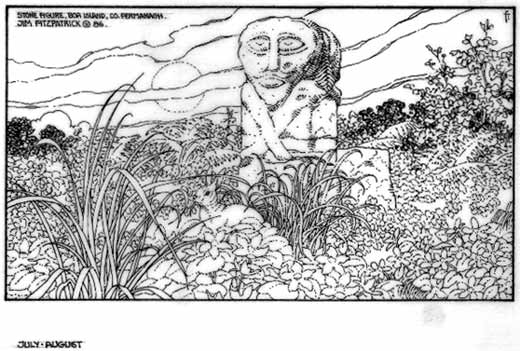 STONE FIGURE, BOA ISLAND, CO. FERMANAGH.
JIM FITZPATRICK © '86.
JULY · AUGUST